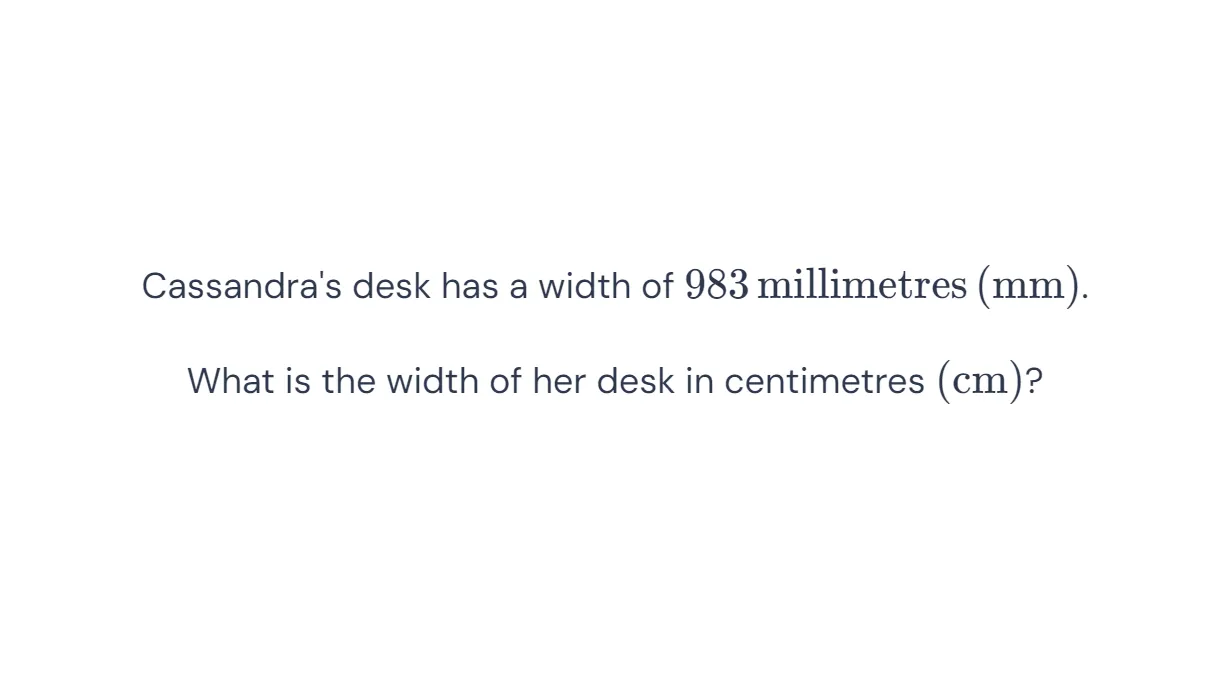 Cassandra's desk has a width of 983 millimetres (mm).
What is the width of her desk in centimetres (cm)?